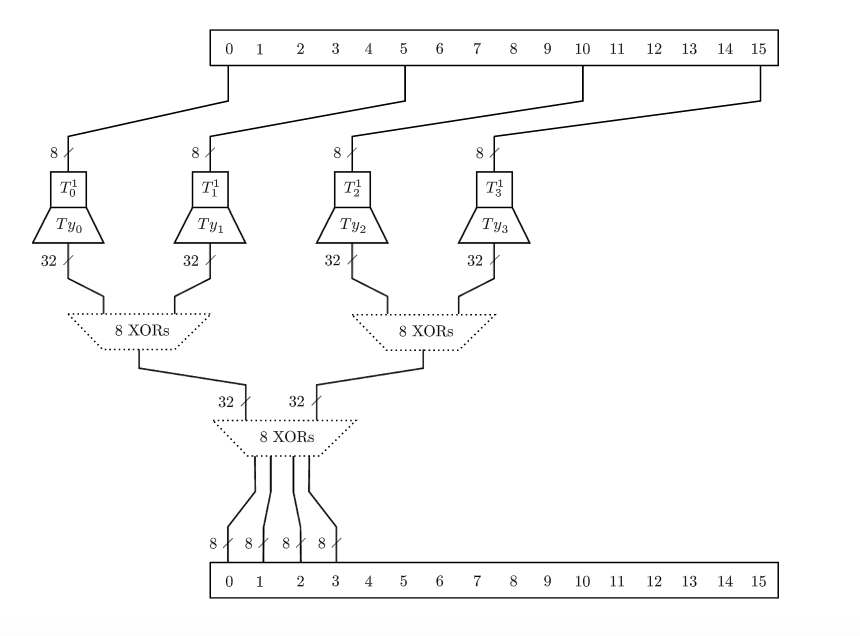 0 1 2 3 4 5 6 7 8 9 10 11 12 13 14 15
8 8 8 8
T_0^1 T_1^1 T_2^1 T_3^1
Ty_0 Ty_1 Ty_2 Ty_3
32 32 32 32
8 XORs 8 XORs
32 32
8 XORs
8 8 8 8
0 1 2 3 4 5 6 7 8 9 10 11 12 13 14 15